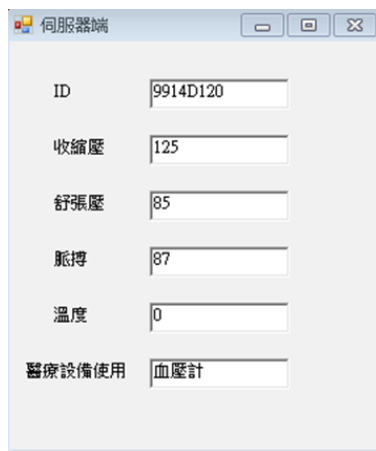 伺服器端
ID 9914D120
收縮壓 125
舒張壓 85
脈搏 87
溫度 0
醫療設備使用 血壓計